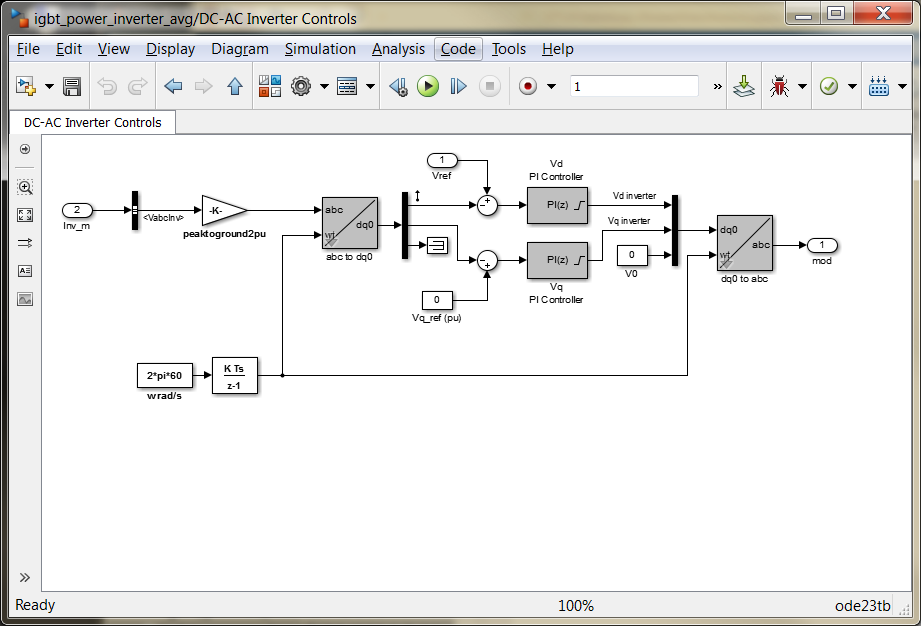 igbt_power_inverter_avg/DC-AC Inverter Controls
File Edit View Display Diagram Simulation Analysis Code Tools Help
1
»
DC-AC Inverter Controls
1
Vref
Vd
PI Controller
2
Inv_m
<VabcInv>
-K-
peaktoground2pu
abc
wt
dq0
abc to dq0
- +
PI(z)
Vd inverter
Vq inverter
-
+
PI(z)
Vq
PI Controller
0
V0
0
Vq_ref (pu)
dq0
wt
abc
dq0 to abc
1
mod
2*pi*60
w rad/s
K Ts
z-1
Ready 100% ode23tb